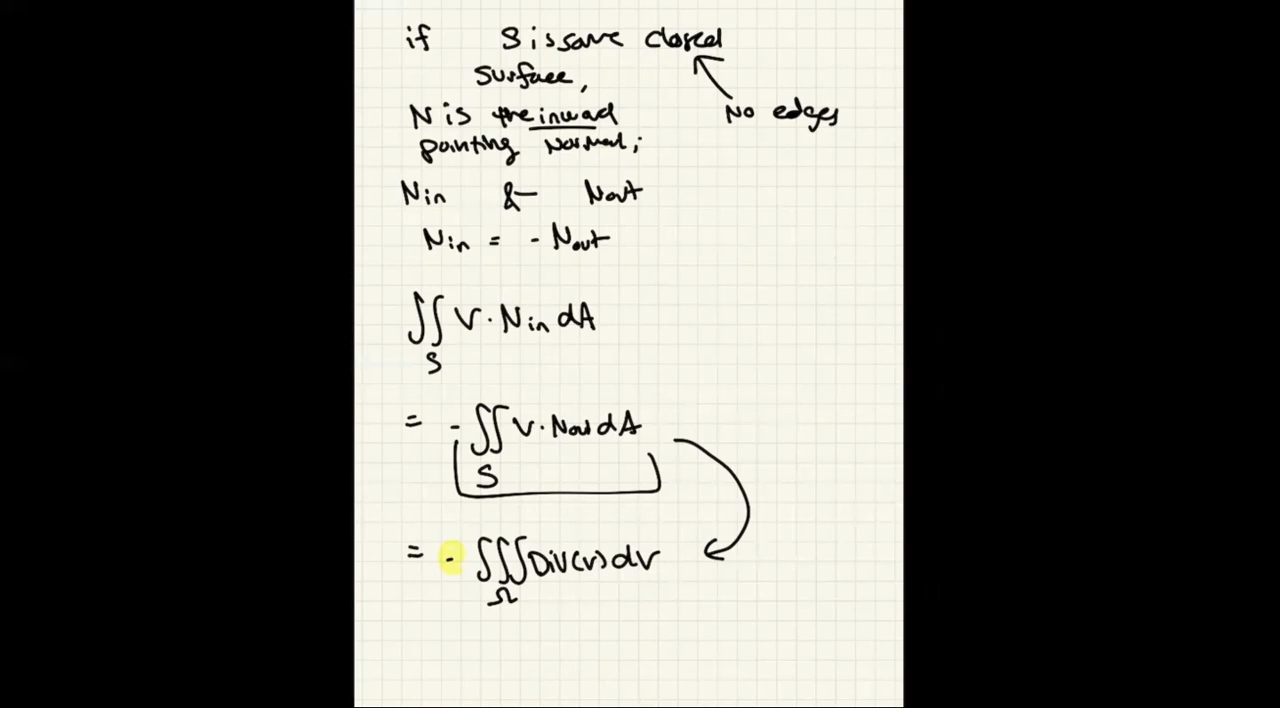 if S is some closed
surface,
N is the inward
No edges
pointing Normal;
Nin & Nout
Nin = - Nout
∬ V · Nin dA
S
= - ∬ V · Nout dA
S
= - ∭ Div(V) dV
Ω